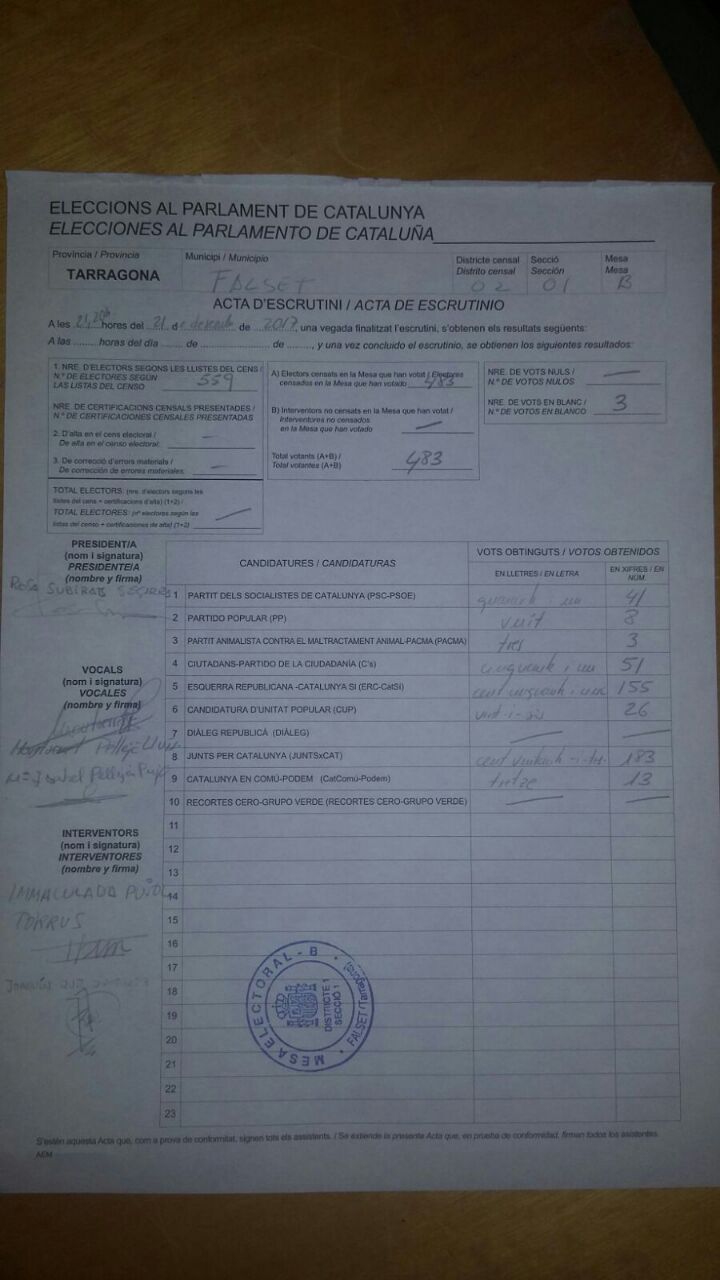 ELECCIONS AL PARLAMENT DE CATALUNYA
ELECCIONES AL PARLAMENTO DE CATALUÑA
Província / Provincia
TARRAGONA
Municipi / Municipio
FALSET
Districte censal
Distrito censal
02
Secció
Sección
01
Mesa
Mesa
B
ACTA D'ESCRUTINI / ACTA DE ESCRUTINIO
A les hores del 21 de desembre de 2017, una vegada finalitzat l'escrutini, s'obtenen els resultats següents:
A las ........ horas del día ....... de .................... de ........, y una vez concluido el escrutinio, se obtienen los siguientes resultados:
1. NRE. D'ELECTORS SEGONS LES LLISTES DEL CENS /
N.º DE ELECTORES SEGÚN
LAS LISTAS DEL CENSO 559
NRE. DE CERTIFICACIONS CENSALS PRESENTADES /
N.º DE CERTIFICACIONES CENSALES PRESENTADAS
2. D'alta en el cens electoral /
De alta en el censo electoral: —
3. De correcció d'errors materials /
De corrección de errores materiales: —
TOTAL ELECTORS: (nre. d'electors segons les
llistes del cens + certificacions d'alta) (1+2) /
TOTAL ELECTORES: (nº electores según las
listas del censo + certificaciones de alta) (1+2) —
A) Electors censats en la Mesa que han votat / Electores
censados en la Mesa que han votado 483
B) Interventors no censats en la Mesa que han votat /
Interventores no censados
en la Mesa que han votado —
Total votants (A+B) /
Total votantes (A+B) 483
NRE. DE VOTS NULS /
N.º DE VOTOS NULOS —
NRE. DE VOTS EN BLANC /
N.º DE VOTOS EN BLANCO 3
PRESIDENT/A
(nom i signatura)
PRESIDENTE/A
(nombre y firma)
ROSA SUBIRATS
VOCALS
(nom i signatura)
VOCALES
(nombre y firma)
Mª Isabel Pellejà
INTERVENTORS
(nom i signatura)
INTERVENTORES
(nombre y firma)
IMMACULADA PUÑOL
TORRUS
CANDIDATURES / CANDIDATURAS
VOTS OBTINGUTS / VOTOS OBTENIDOS
EN LLETRES / EN LETRA
EN XIFRES / EN NÚM.
1 PARTIT DELS SOCIALISTES DE CATALUNYA (PSC-PSOE) quaranta i un 41
2 PARTIDO POPULAR (PP) vuit 8
3 PARTIT ANIMALISTA CONTRA EL MALTRACTAMENT ANIMAL-PACMA (PACMA) tres 3
4 CIUTADANS-PARTIDO DE LA CIUDADANÍA (C's) cinquanta i un 51
5 ESQUERRA REPUBLICANA -CATALUNYA SI (ERC-CatSí) 155
6 CANDIDATURA D'UNITAT POPULAR (CUP) vint-i-sis 26
7 DIÀLEG REPUBLICÀ (DIÀLEG) — —
8 JUNTS PER CATALUNYA (JUNTSxCAT) cent vuitanta-i-tres 183
9 CATALUNYA EN COMÚ-PODEM (CatComú-Podem) tretze 13
10 RECORTES CERO-GRUPO VERDE (RECORTES CERO-GRUPO VERDE) — —
11
12
13
14
15
16
17
18
19
20
21
22
23
MESA ELECTORAL - B
DISTRICTE 1
SECCIÓ 1
FALSET (Tarragona)
S'estén aquesta Acta que, com a prova de conformitat, signen tots els assistents. / Se extiende la presente Acta que, en prueba de conformidad, firman todos los asistentes.
AEM